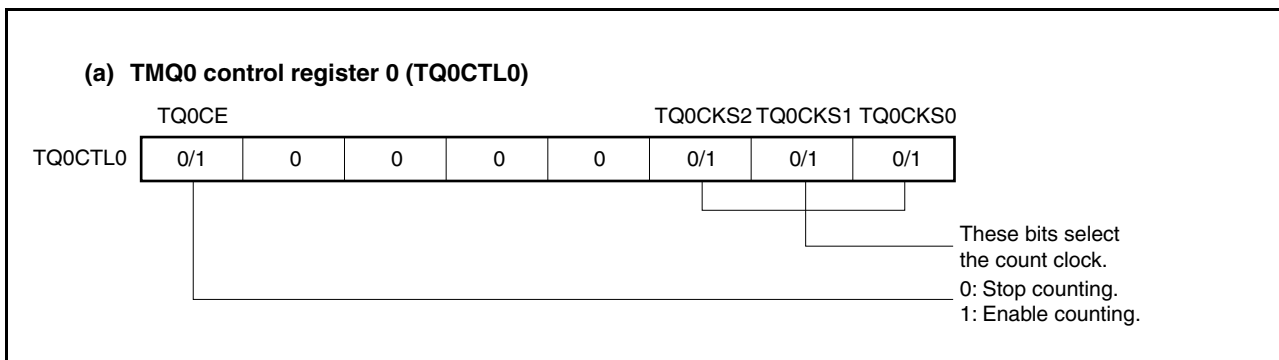 (a) TMQ0 control register 0 (TQ0CTL0)
TQ0CE TQ0CKS2 TQ0CKS1 TQ0CKS0
TQ0CTL0 0/1 0 0 0 0 0/1 0/1 0/1
These bits select
the count clock.
0: Stop counting.
1: Enable counting.